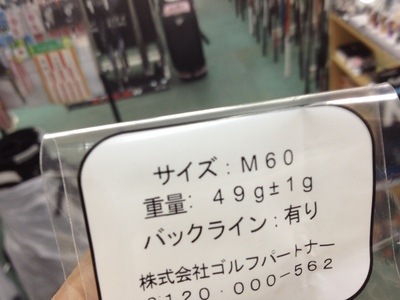 サイズ：M60
重量：49g±1g
バックライン：有り
株式会社ゴルフパートナー
0120-000-562